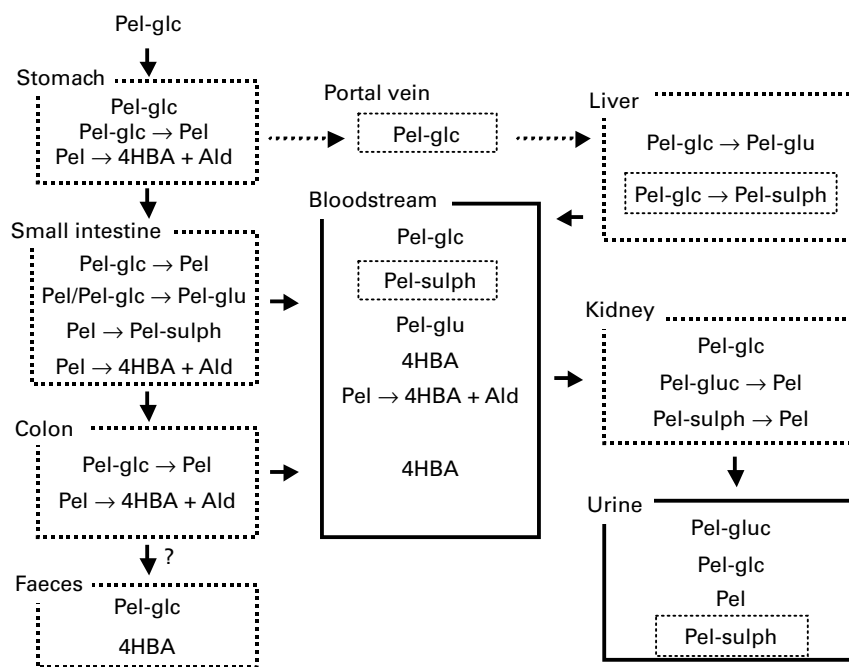 Pel-glc
Stomach
Pel-glc
Pel-glc → Pel
Pel → 4HBA + Ald
Small intestine
Pel-glc → Pel
Pel/Pel-glc → Pel-glu
Pel → Pel-sulph
Pel → 4HBA + Ald
Colon
Pel-glc → Pel
Pel → 4HBA + Ald
?
Faeces
Pel-glc
4HBA
Portal vein
Pel-glc
Bloodstream
Pel-glc
Pel-sulph
Pel-glu
4HBA
Pel → 4HBA + Ald
4HBA
Liver
Pel-glc → Pel-glu
Pel-glc → Pel-sulph
Kidney
Pel-glc
Pel-gluc → Pel
Pel-sulph → Pel
Urine
Pel-gluc
Pel-glc
Pel
Pel-sulph